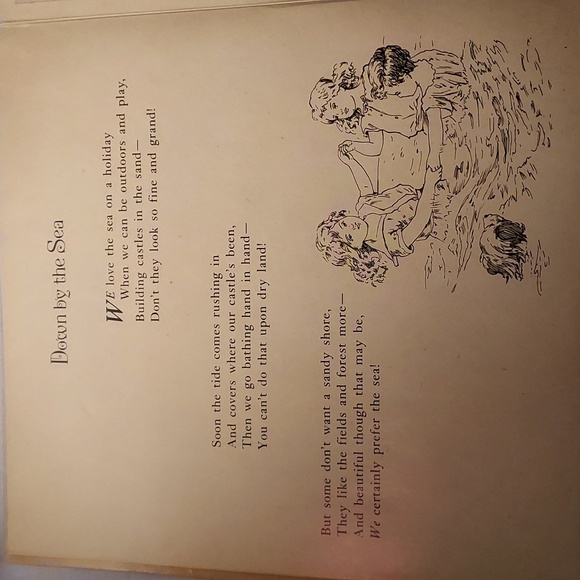 Down by the Sea
WE love the sea on a holiday
When we can be outdoors and play,
Building castles in the sand—
Don't they look so fine and grand!
Soon the tide comes rushing in
And covers where our castle's been,
Then we go bathing hand in hand—
You can't do that upon dry land!
But some don't want a sandy shore,
They like the fields and forest more—
And beautiful though that may be,
We certainly prefer the sea!